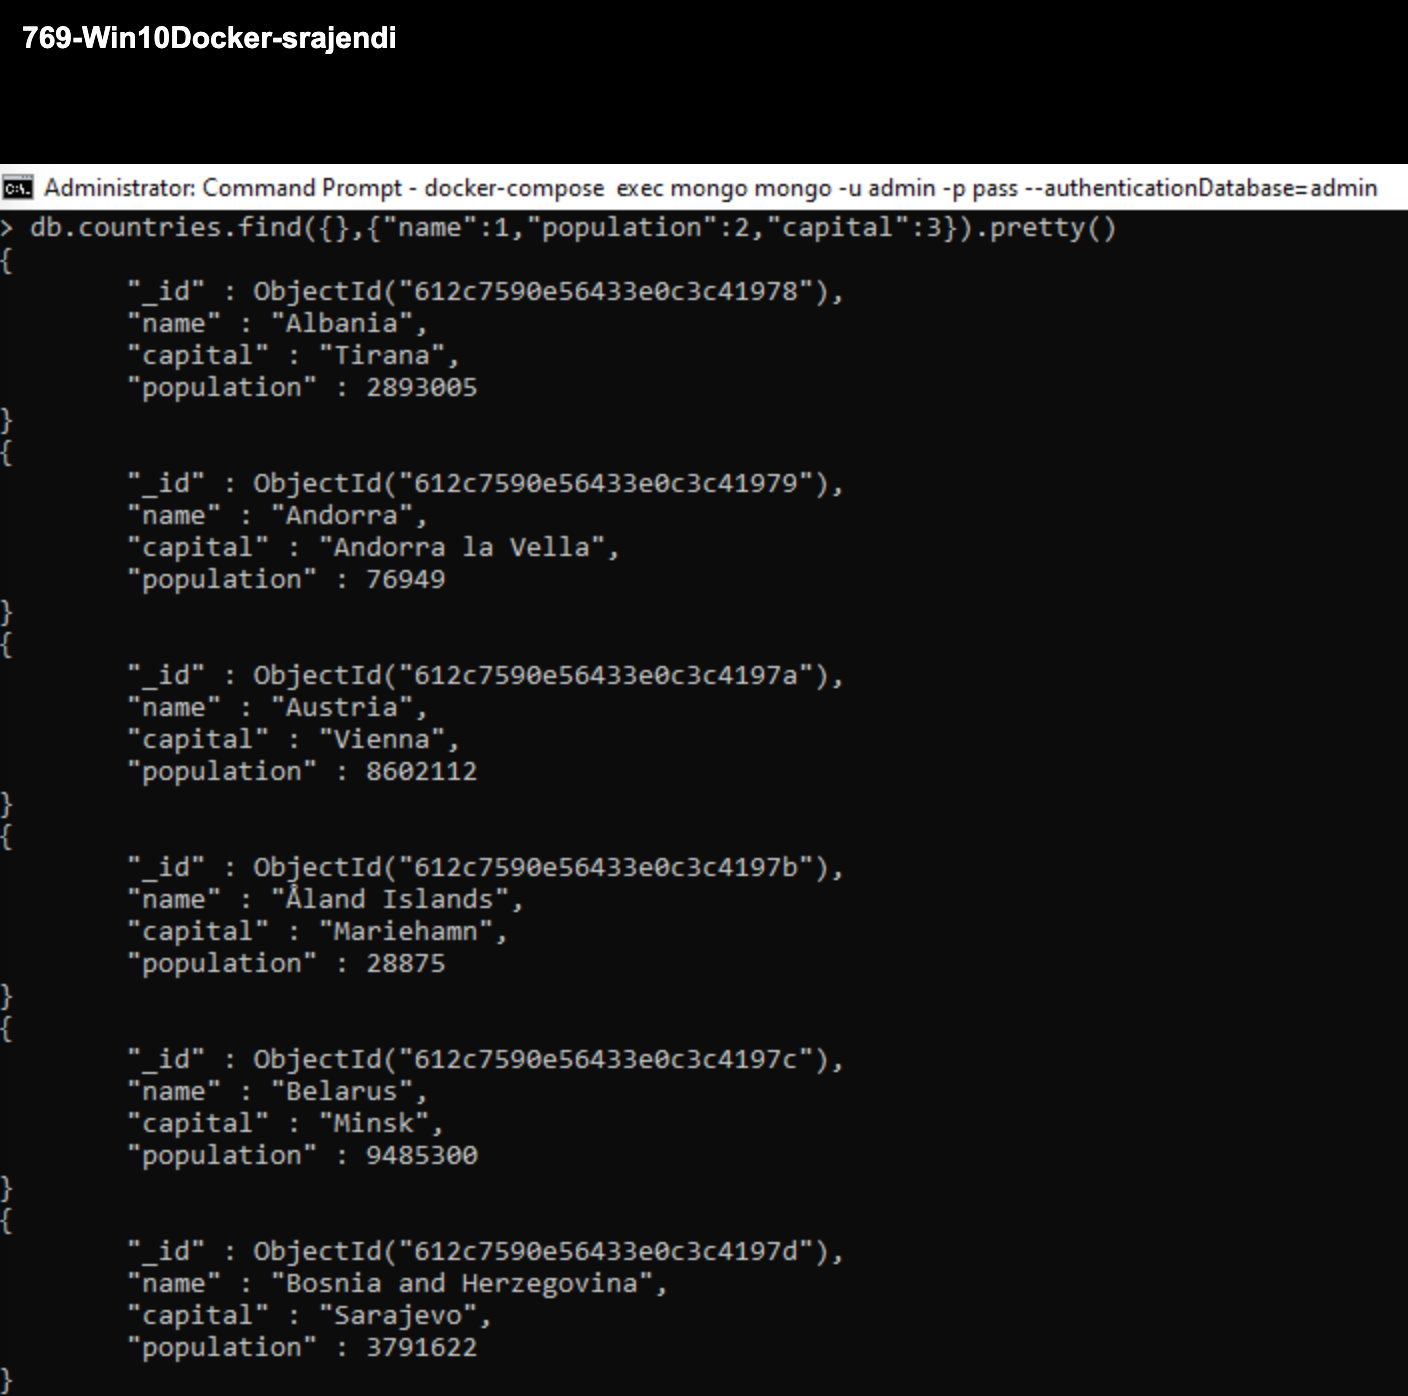 769-Win10Docker-srajendi
Administrator: Command Prompt - docker-compose  exec mongo mongo -u admin -p pass --authenticationDatabase=admin
> db.countries.find({},{"name":1,"population":2,"capital":3}).pretty()
{
        "_id" : ObjectId("612c7590e56433e0c3c41978"),
        "name" : "Albania",
        "capital" : "Tirana",
        "population" : 2893005
}
{
        "_id" : ObjectId("612c7590e56433e0c3c41979"),
        "name" : "Andorra",
        "capital" : "Andorra la Vella",
        "population" : 76949
}
{
        "_id" : ObjectId("612c7590e56433e0c3c4197a"),
        "name" : "Austria",
        "capital" : "Vienna",
        "population" : 8602112
}
{
        "_id" : ObjectId("612c7590e56433e0c3c4197b"),
        "name" : "Åland Islands",
        "capital" : "Mariehamn",
        "population" : 28875
}
{
        "_id" : ObjectId("612c7590e56433e0c3c4197c"),
        "name" : "Belarus",
        "capital" : "Minsk",
        "population" : 9485300
}
{
        "_id" : ObjectId("612c7590e56433e0c3c4197d"),
        "name" : "Bosnia and Herzegovina",
        "capital" : "Sarajevo",
        "population" : 3791622
}